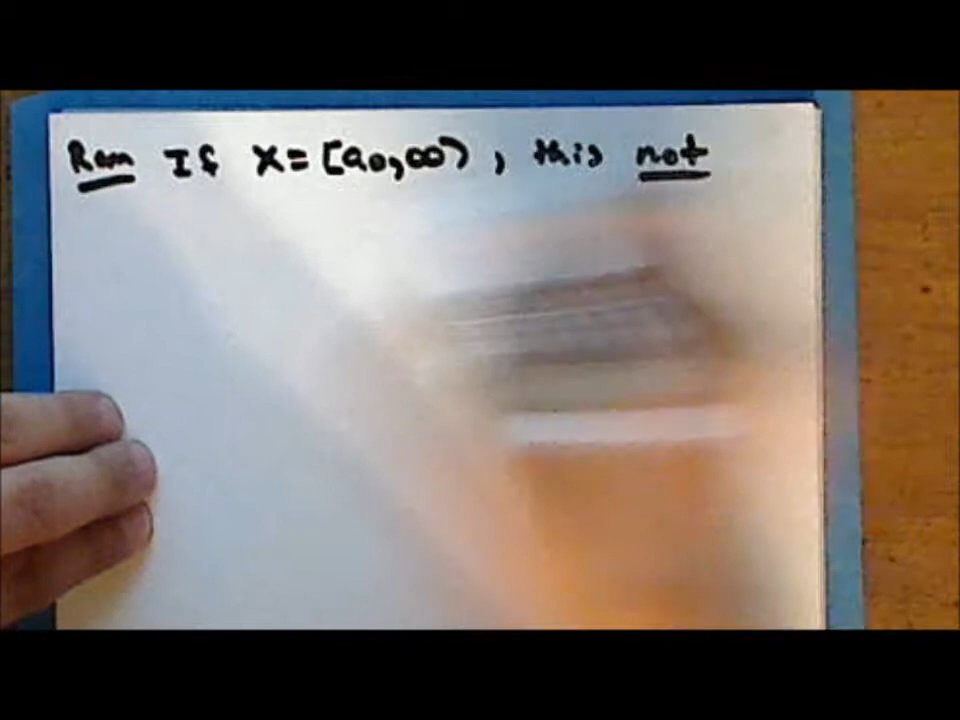 Rem If X=[a0,∞), this not